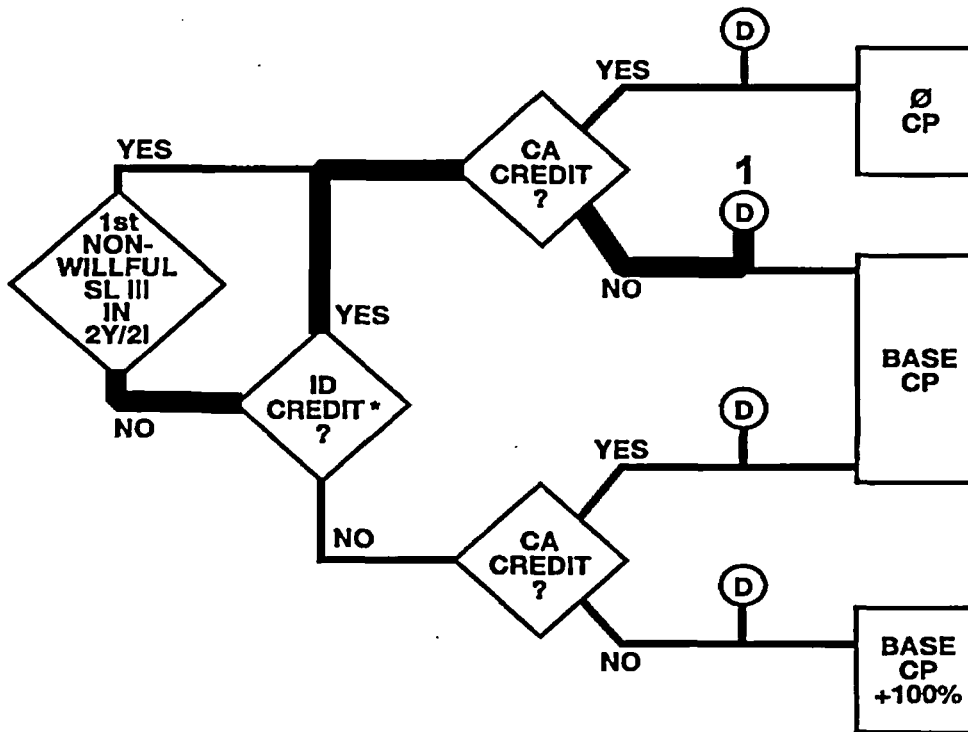 D
YES
Ø
CP
CA
CREDIT
?
YES
1
D
1st
NON-
WILLFUL
SL III
IN
2Y/2I
NO
YES
BASE
CP
NO
ID
CREDIT *
?
D
YES
NO
CA
CREDIT
?
D
NO
BASE
CP
+100%